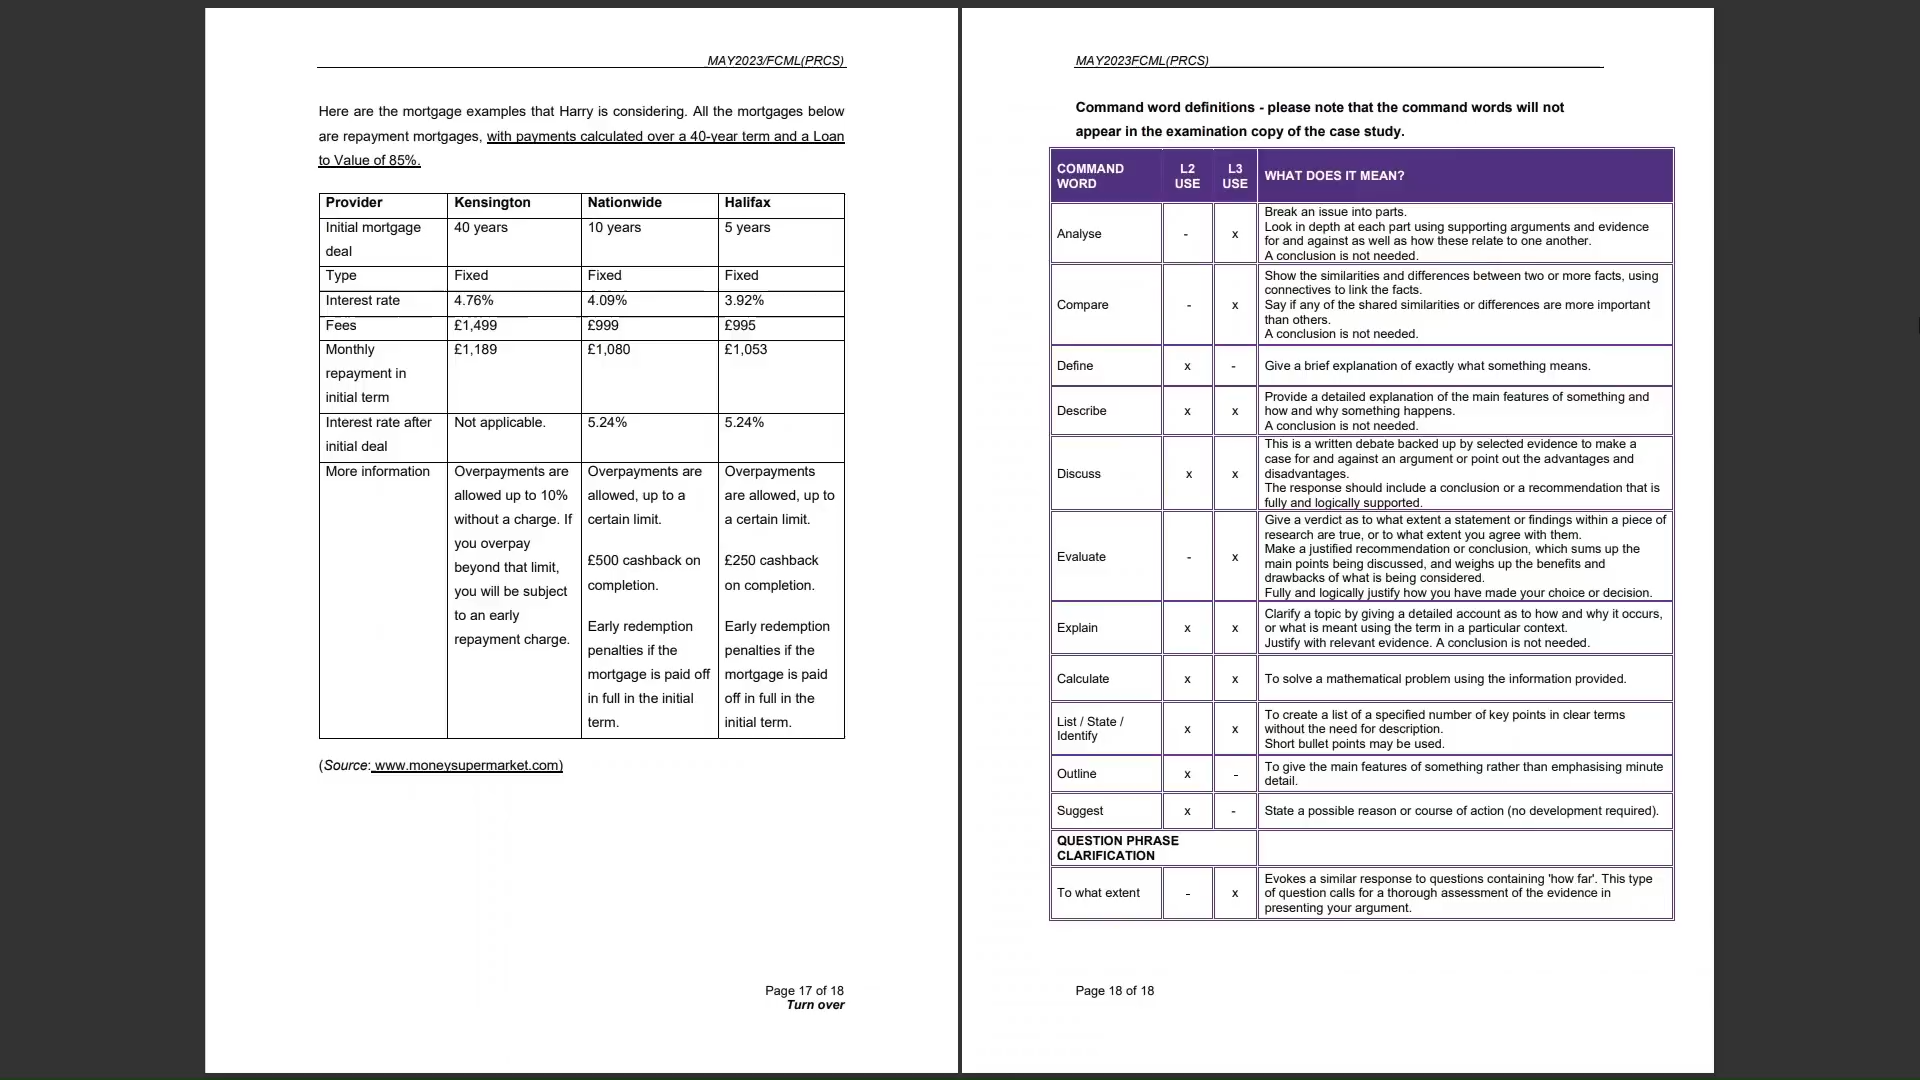 MAY2023/FCML(PRCS)
Here are the mortgage examples that Harry is considering. All the mortgages below
are repayment mortgages, with payments calculated over a 40-year term and a Loan
to Value of 85%.
Provider Kensington Nationwide Halifax
Initial mortgage deal 40 years 10 years 5 years
Type Fixed Fixed Fixed
Interest rate 4.76% 4.09% 3.92%
Fees £1,499 £999 £995
Monthly repayment in initial term £1,189 £1,080 £1,053
Interest rate after initial deal Not applicable. 5.24% 5.24%
More information
Overpayments are
allowed up to 10%
without a charge. If
you overpay
beyond that limit,
you will be subject
to an early
repayment charge.
Overpayments are
allowed, up to a
certain limit.
£500 cashback on
completion.
Early redemption
penalties if the
mortgage is paid off
in full in the initial
term.
Overpayments
are allowed, up to
a certain limit.
£250 cashback
on completion.
Early redemption
penalties if the
mortgage is paid
off in full in the
initial term.
(Source: www.moneysupermarket.com)
Page 17 of 18
Turn over
MAY2023FCML(PRCS)
Command word definitions - please note that the command words will not
appear in the examination copy of the case study.
COMMAND WORD L2 USE L3 USE WHAT DOES IT MEAN?
Analyse - x
Break an issue into parts.
Look in depth at each part using supporting arguments and evidence
for and against as well as how these relate to one another.
A conclusion is not needed.
Compare - x
Show the similarities and differences between two or more facts, using
connectives to link the facts.
Say if any of the shared similarities or differences are more important
than others.
A conclusion is not needed.
Define x -
Give a brief explanation of exactly what something means.
Describe x x
Provide a detailed explanation of the main features of something and
how and why something happens.
A conclusion is not needed.
Discuss x x
This is a written debate backed up by selected evidence to make a
case for and against an argument or point out the advantages and
disadvantages.
The response should include a conclusion or a recommendation that is
fully and logically supported.
Evaluate - x
Give a verdict as to what extent a statement or findings within a piece of
research are true, or to what extent you agree with them.
Make a justified recommendation or conclusion, which sums up the
main points being discussed, and weighs up the benefits and
drawbacks of what is being considered.
Fully and logically justify how you have made your choice or decision.
Explain x x
Clarify a topic by giving a detailed account as to how and why it occurs,
or what is meant using the term in a particular context.
Justify with relevant evidence. A conclusion is not needed.
Calculate x x
To solve a mathematical problem using the information provided.
List / State / Identify x x
To create a list of a specified number of key points in clear terms
without the need for description.
Short bullet points may be used.
Outline x -
To give the main features of something rather than emphasising minute
detail.
Suggest x -
State a possible reason or course of action (no development required).
QUESTION PHRASE
CLARIFICATION
To what extent - x
Evokes a similar response to questions containing 'how far'. This type
of question calls for a thorough assessment of the evidence in
presenting your argument.
Page 18 of 18